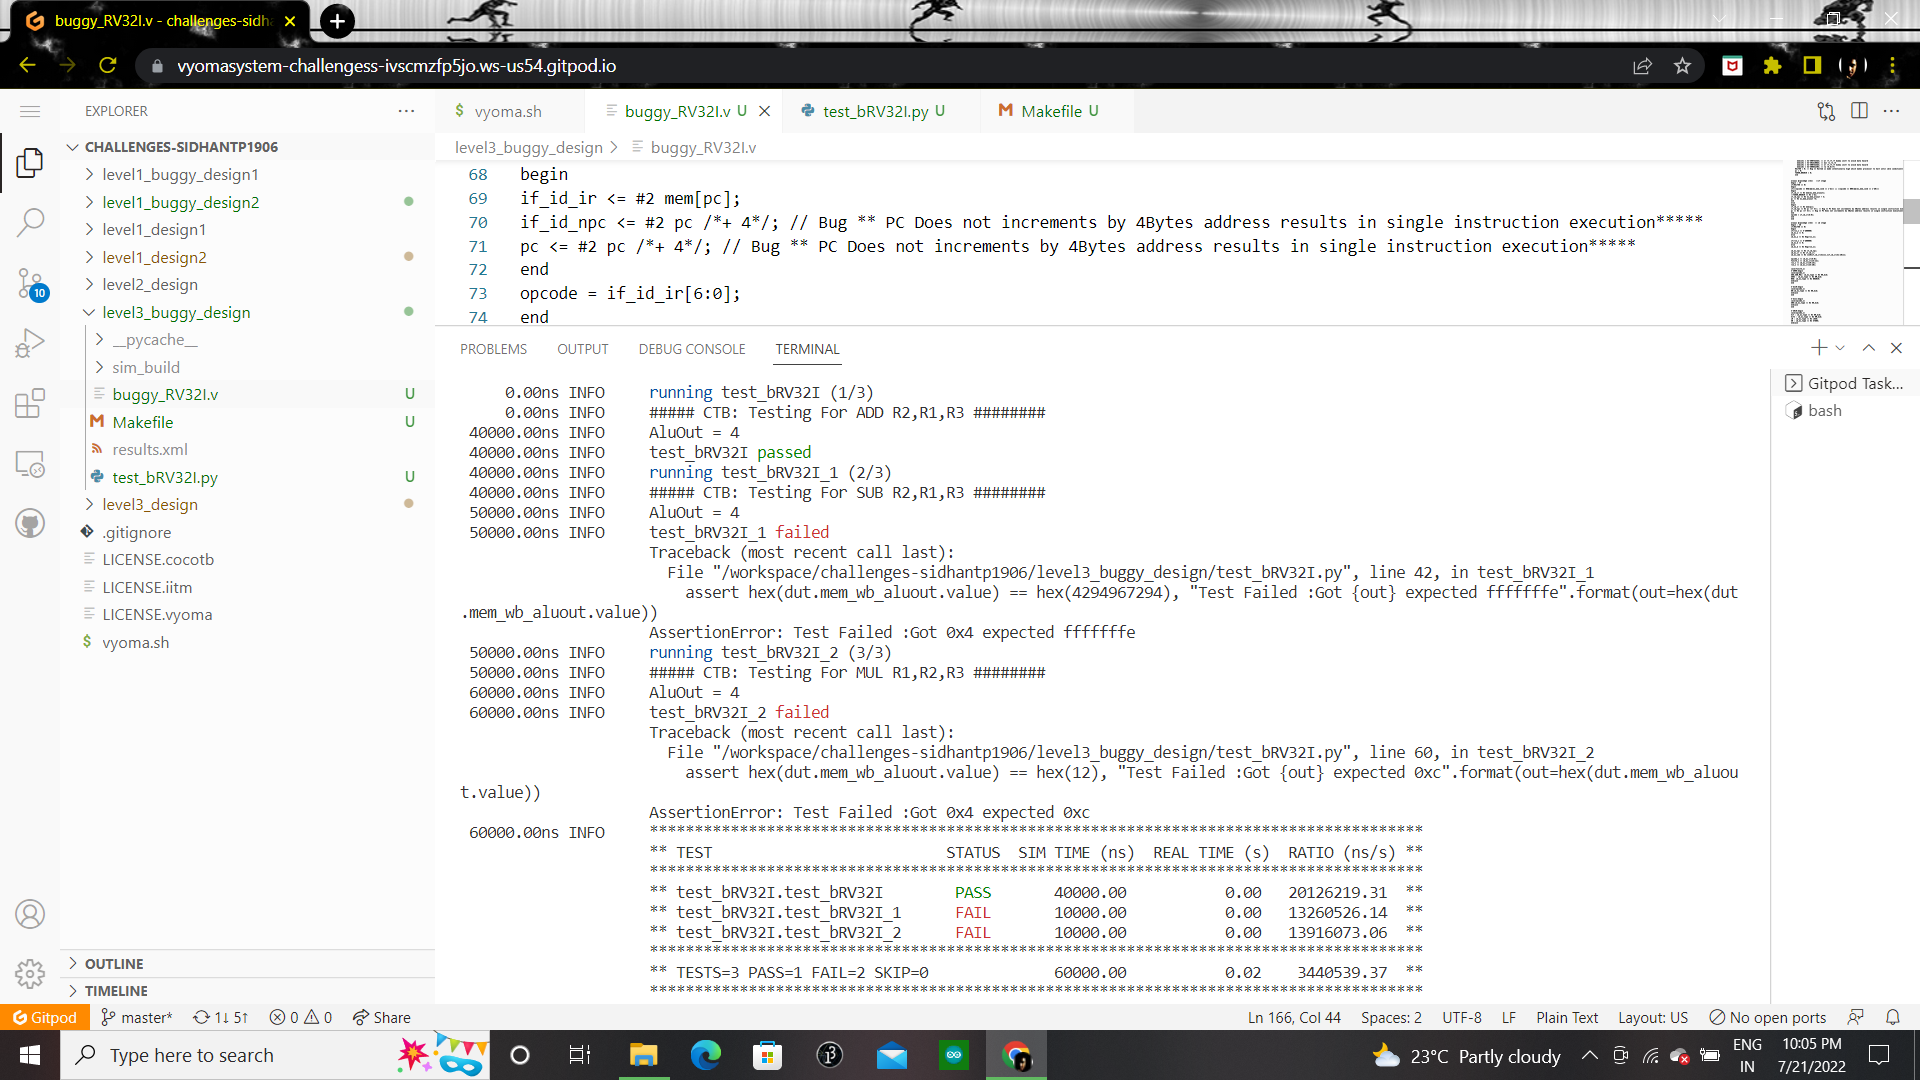 buggy_RV32I.v - challenges-sidh
vyomasystem-challengess-ivscmzfp5jo.ws-us54.gitpod.io
EXPLORER
vyoma.sh
buggy_RV32I.v U
test_bRV32I.py U
Makefile U
CHALLENGES-SIDHANTP1906
level1_buggy_design1
level1_buggy_design2
level1_design1
level1_design2
level2_design
level3_buggy_design
__pycache__
sim_build
buggy_RV32I.v U
Makefile U
results.xml
test_bRV32I.py U
level3_design
.gitignore
LICENSE.cocotb
LICENSE.iitm
LICENSE.vyoma
vyoma.sh
10
OUTLINE
TIMELINE
level3_buggy_design > buggy_RV32I.v
68 begin
69 if_id_ir <= #2 mem[pc];
70 if_id_npc <= #2 pc /*+ 4*/; // Bug ** PC Does not increments by 4Bytes address results in single instruction execution*****
71 pc <= #2 pc /*+ 4*/; // Bug ** PC Does not increments by 4Bytes address results in single instruction execution*****
72 end
73 opcode = if_id_ir[6:0];
74 end
PROBLEMS OUTPUT DEBUG CONSOLE TERMINAL
Gitpod Task...
bash
0.00ns INFO running test_bRV32I (1/3)
0.00ns INFO ##### CTB: Testing For ADD R2,R1,R3 ########
40000.00ns INFO AluOut = 4
40000.00ns INFO test_bRV32I passed
40000.00ns INFO running test_bRV32I_1 (2/3)
40000.00ns INFO ##### CTB: Testing For SUB R2,R1,R3 ########
50000.00ns INFO AluOut = 4
50000.00ns INFO test_bRV32I_1 failed
Traceback (most recent call last):
File "/workspace/challenges-sidhantp1906/level3_buggy_design/test_bRV32I.py", line 42, in test_bRV32I_1
assert hex(dut.mem_wb_aluout.value) == hex(4294967294), "Test Failed :Got {out} expected fffffffe".format(out=hex(dut
.mem_wb_aluout.value))
AssertionError: Test Failed :Got 0x4 expected fffffffe
50000.00ns INFO running test_bRV32I_2 (3/3)
50000.00ns INFO ##### CTB: Testing For MUL R1,R2,R3 ########
60000.00ns INFO AluOut = 4
60000.00ns INFO test_bRV32I_2 failed
Traceback (most recent call last):
File "/workspace/challenges-sidhantp1906/level3_buggy_design/test_bRV32I.py", line 60, in test_bRV32I_2
assert hex(dut.mem_wb_aluout.value) == hex(12), "Test Failed :Got {out} expected 0xc".format(out=hex(dut.mem_wb_aluou
t.value))
AssertionError: Test Failed :Got 0x4 expected 0xc
60000.00ns INFO **************************************************************************************
** TEST STATUS SIM TIME (ns) REAL TIME (s) RATIO (ns/s) **
**************************************************************************************
** test_bRV32I.test_bRV32I PASS 40000.00 0.00 20126219.31 **
** test_bRV32I.test_bRV32I_1 FAIL 10000.00 0.00 13260526.14 **
** test_bRV32I.test_bRV32I_2 FAIL 10000.00 0.00 13916073.06 **
**************************************************************************************
** TESTS=3 PASS=1 FAIL=2 SKIP=0 60000.00 0.02 3440539.37 **
**************************************************************************************
Gitpod master* 1↓ 5↑ 0 0 Share
Ln 166, Col 44 Spaces: 2 UTF-8 LF Plain Text Layout: US No open ports
Type here to search
23°C Partly cloudy
ENG
IN
10:05 PM
7/21/2022